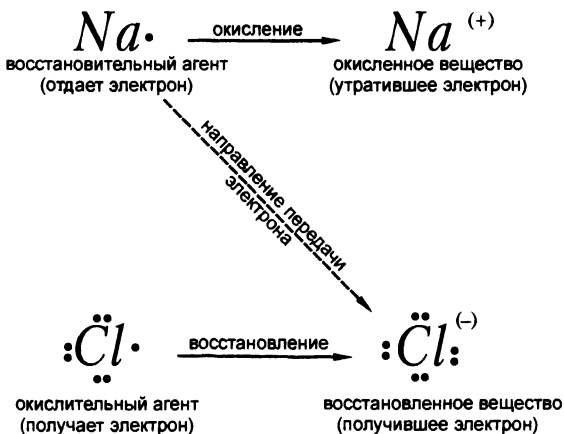 Na· окисление Na (+)
восстановительный агент
(отдает электрон)
окисленное вещество
(утратившее электрон)
направление передачи
электрона
Cl восстановление Cl (–)
окислительный агент
(получает электрон)
восстановленное вещество
(получившее электрон)